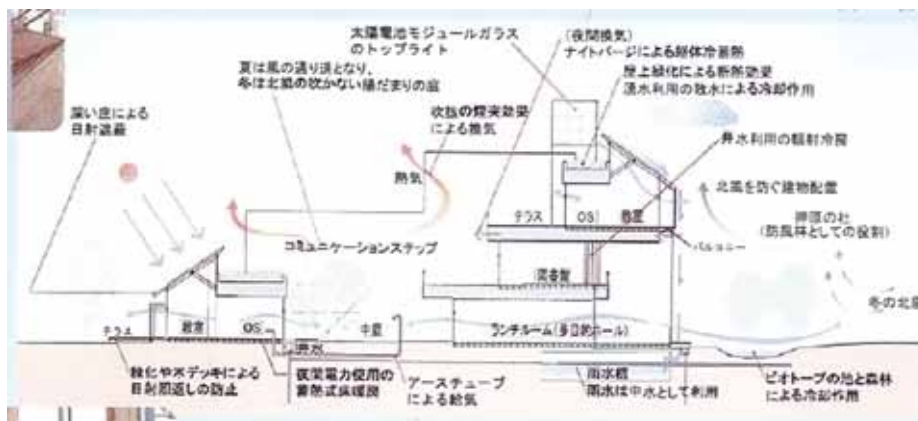 太陽電池モジュールガラス
のトップライト
(夜間換気)
ナイトパージによる躯体冷蓄熱
屋上緑化による断熱効果
湧水利用の散水による冷却作用
夏は風の通り道となり、
冬は北風の吹かない陽だまりの庭
深い庇による
日射遮蔽
吹抜の煙突効果
による換気
井水利用の輻射冷房
熱気
北風を防ぐ建物配置
テラス
OS
教室
の杜
(防風林としての役割)
コミュニケーションステップ
バルコニー
図書館
冬の北風
テラス
教室
OS
中庭
ランチルーム(多目的ホール)
井水
緑化や木デッキによる
日射照返しの防止
夜間電力使用の
蓄熱式床暖房
アースチューブ
による給気
雨水槽
雨水は中水として利用
ビオトープの池と森林
による冷却作用